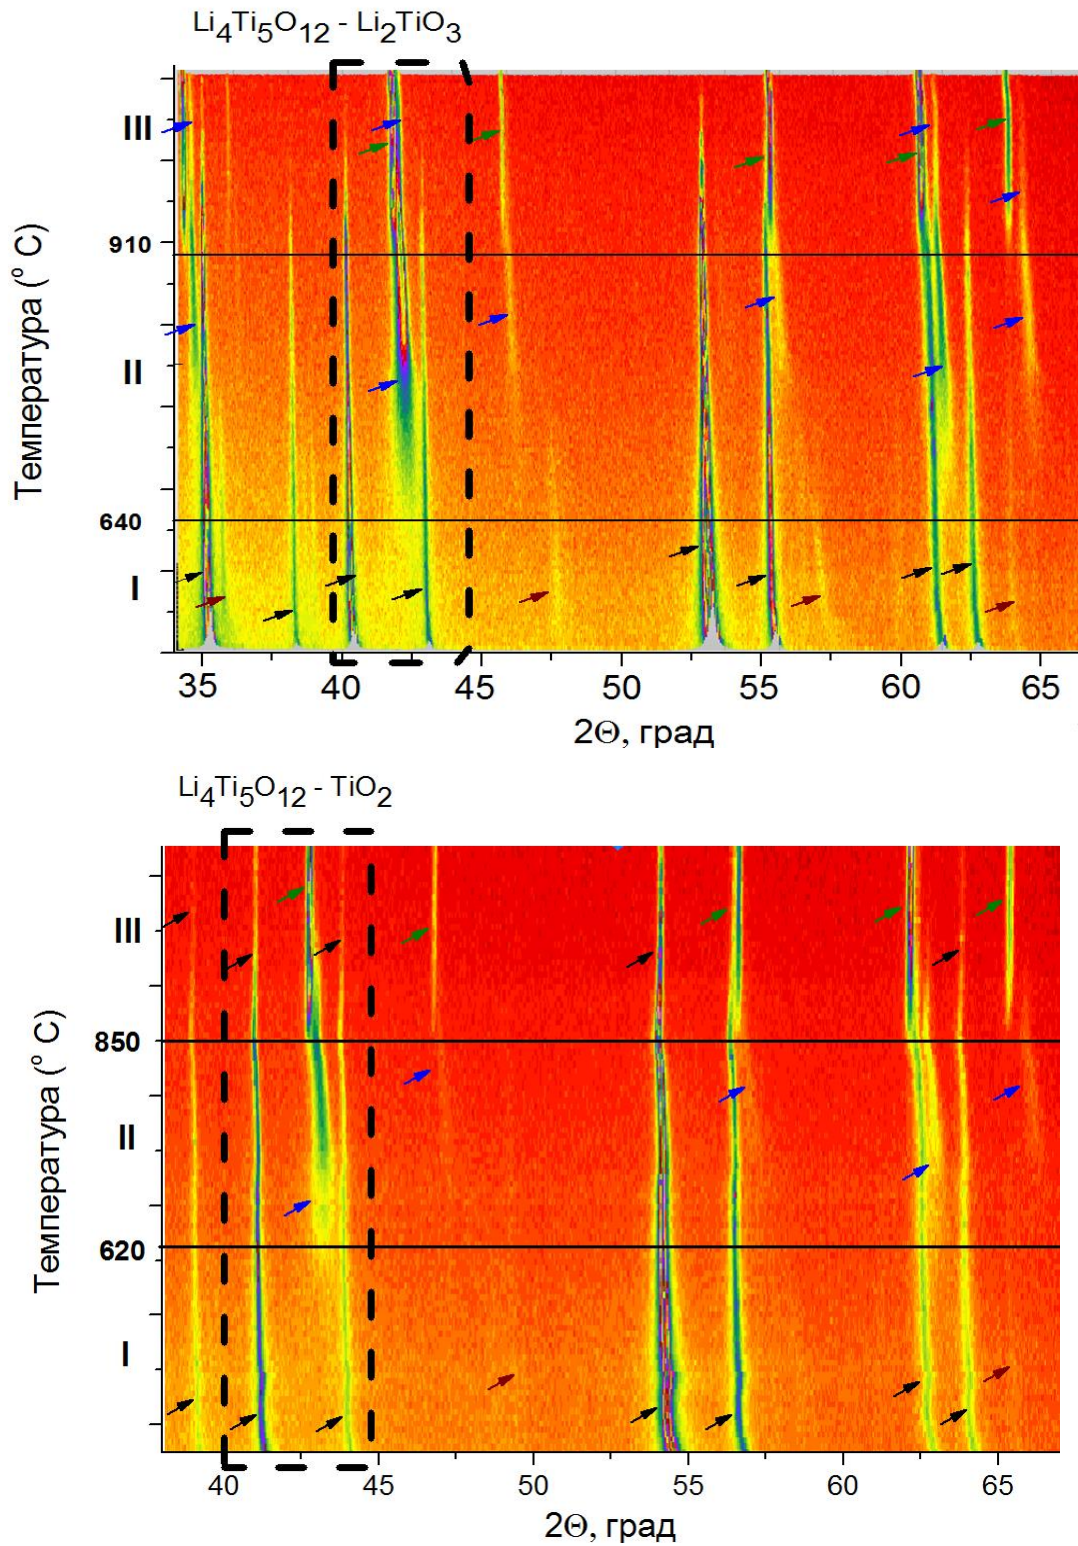 Li4Ti5O12 - Li2TiO3
III
910
II
640
I
Температура (° C)
35 40 45 50 55 60 65
2Θ, град
Li4Ti5O12 - TiO2
III
850
II
620
I
Температура (° C)
40 45 50 55 60 65
2Θ, град